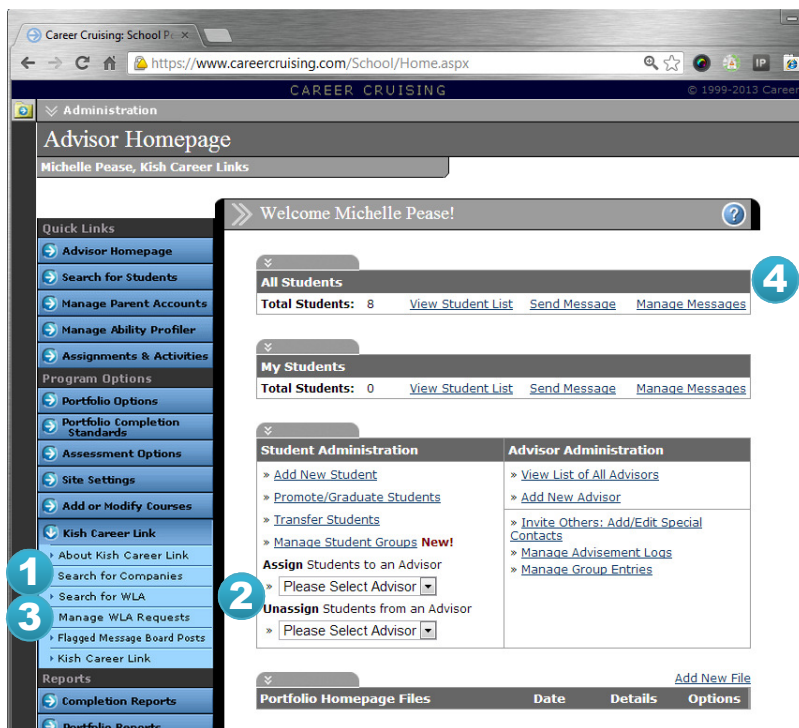 Career Cruising: School Po
https://www.careercruising.com/School/Home.aspx
IP
CAREER CRUISING © 1999-2013 Career
Administration
Advisor Homepage
Michelle Pease, Kish Career Links
Welcome Michelle Pease!
?
Quick Links
Advisor Homepage
Search for Students
Manage Parent Accounts
Manage Ability Profiler
Assignments & Activities
Program Options
Portfolio Options
Portfolio Completion
Standards
Assessment Options
Site Settings
Add or Modify Courses
Kish Career Link
About Kish Career Link
1 Search for Companies
Search for WLA
3 Manage WLA Requests
Flagged Message Board Posts
Kish Career Link
Reports
Completion Reports
Portfolio Reports
All Students
4
Total Students: 8 View Student List Send Message Manage Messages
My Students
Total Students: 0 View Student List Send Message Manage Messages
Student Administration
» Add New Student
» Promote/Graduate Students
» Transfer Students
» Manage Student Groups New!
Assign Students to an Advisor
2 » Please Select Advisor
Unassign Students from an Advisor
» Please Select Advisor
Advisor Administration
» View List of All Advisors
» Add New Advisor
» Invite Others: Add/Edit Special
Contacts
» Manage Advisement Logs
» Manage Group Entries
Add New File
Portfolio Homepage Files Date Details Options